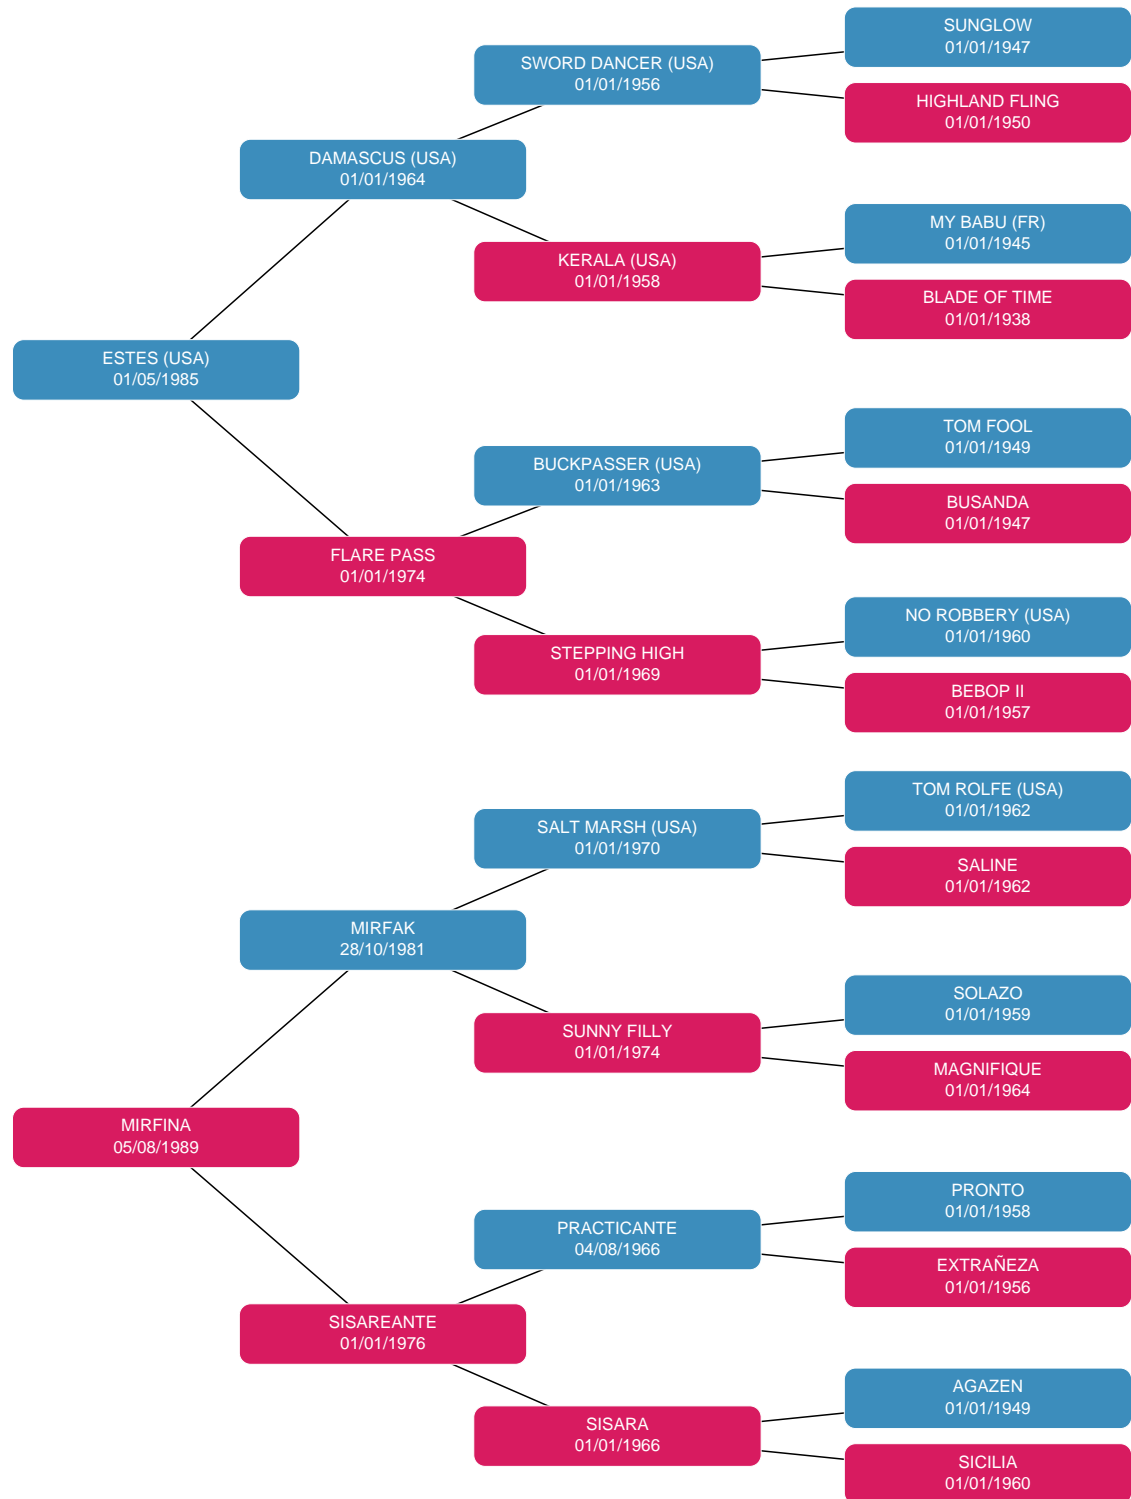 SUNGLOW
01/01/1947
SWORD DANCER (USA)
01/01/1956
HIGHLAND FLING
01/01/1950
DAMASCUS (USA)
01/01/1964
MY BABU (FR)
01/01/1945
KERALA (USA)
01/01/1958
BLADE OF TIME
01/01/1938
ESTES (USA)
01/05/1985
TOM FOOL
01/01/1949
BUCKPASSER (USA)
01/01/1963
BUSANDA
01/01/1947
FLARE PASS
01/01/1974
NO ROBBERY (USA)
01/01/1960
STEPPING HIGH
01/01/1969
BEBOP II
01/01/1957
TOM ROLFE (USA)
01/01/1962
SALT MARSH (USA)
01/01/1970
SALINE
01/01/1962
MIRFAK
28/10/1981
SOLAZO
01/01/1959
SUNNY FILLY
01/01/1974
MAGNIFIQUE
01/01/1964
MIRFINA
05/08/1989
PRONTO
01/01/1958
PRACTICANTE
04/08/1966
EXTRAÑEZA
01/01/1956
SISAREANTE
01/01/1976
AGAZEN
01/01/1949
SISARA
01/01/1966
SICILIA
01/01/1960